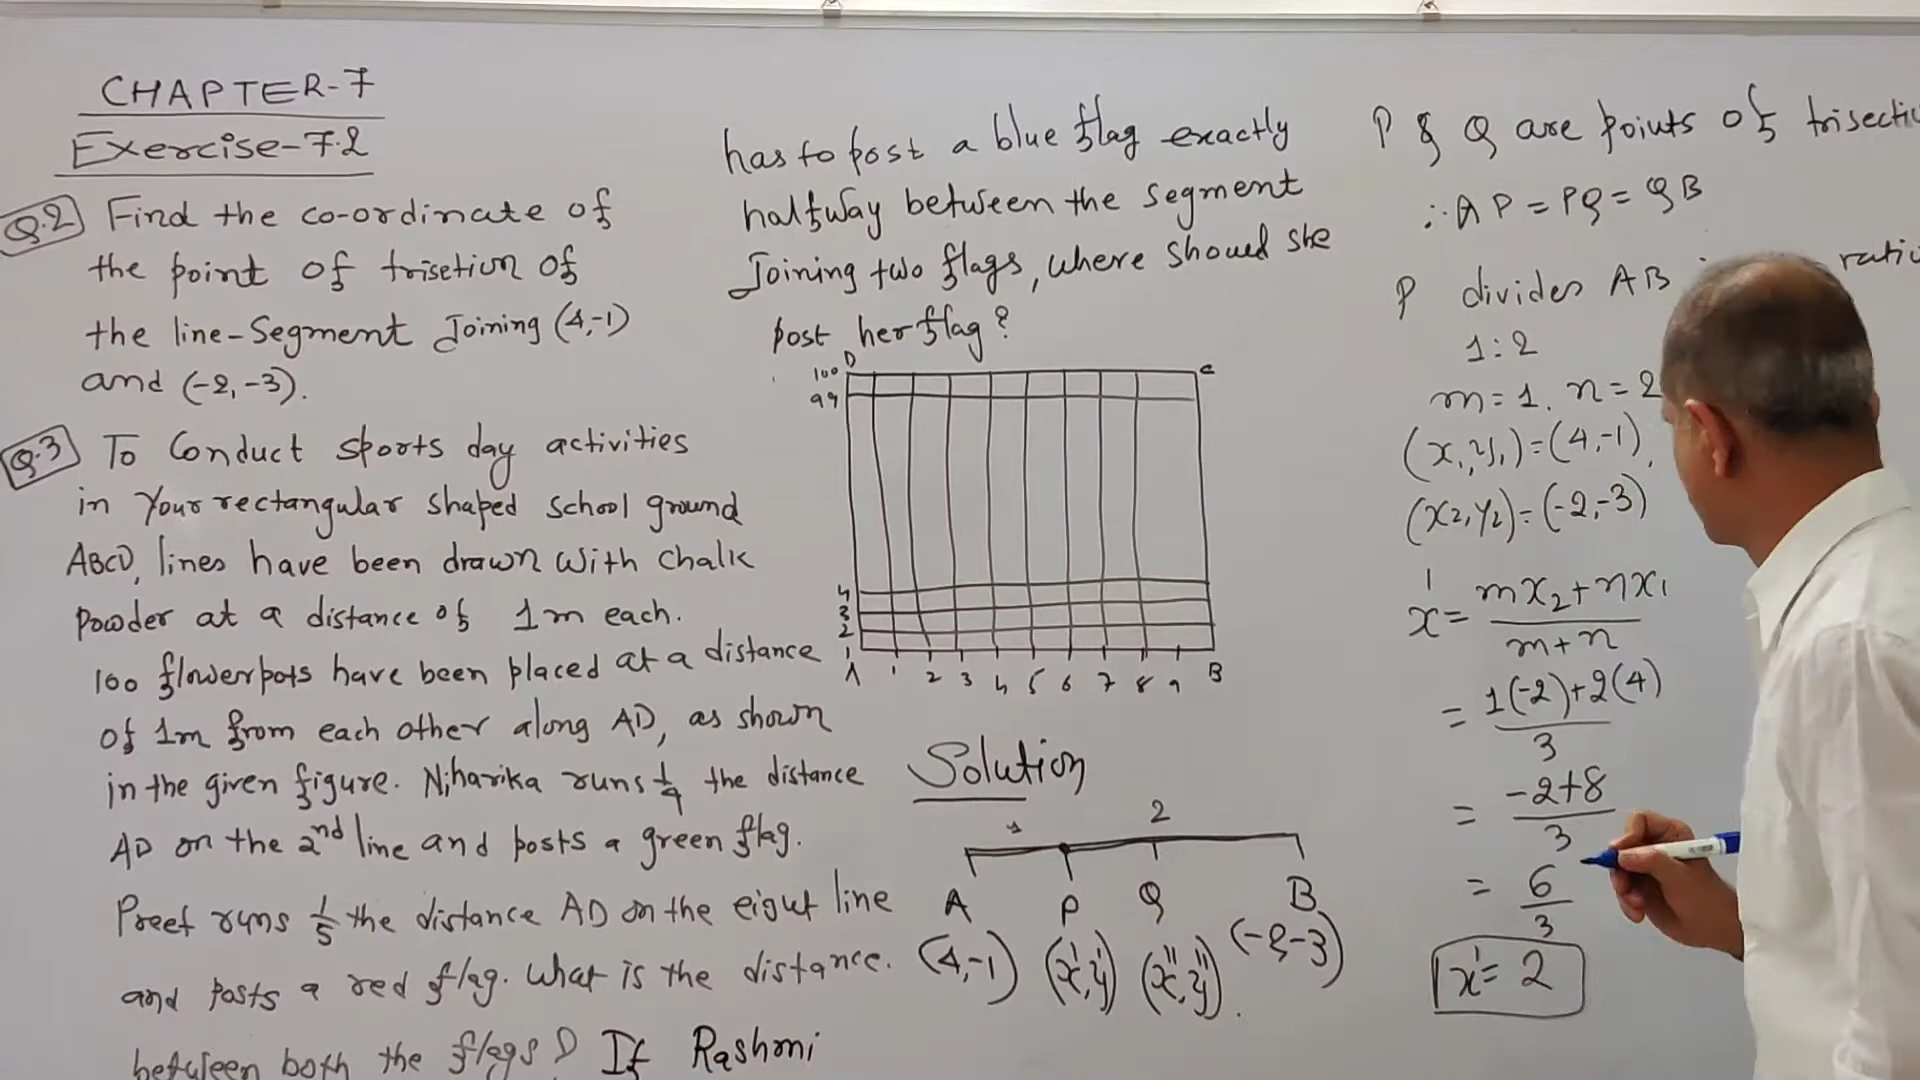 CHAPTER-7
Exercise-7.2
Q.2 Find the co-ordinate of
the point of trisetion of
the line-Segment Joining (4,-1)
and (-2,-3).
Q.3 To Conduct sports day activities
in Your rectangular shaped school ground
ABCD, lines have been drawn with chalk
Powder at a distance of 1m each.
100 flowerpots have been placed at a distance
of 1m from each other along AD, as shown
in the given figure. Niharika runs 1/4 the distance
AD on the 2nd line and posts a green flag.
Preet runs 1/5 the distance AD on the eight line
and posts a red flag. What is the distance.
between both the flags? If Rashmi
has to post a blue flag exactly
halfway between the segment
Joining two flags, where should she
post her flag?
D C
100
99
4
3
2
1
A 1 2 3 4 5 6 7 8 9 B
Solution
1 2
A P Q B
(4,-1) (x',y') (x'',y'') (-2,-3)
P & Q are points of
∴ AP = PQ = QB
P divides AB
1:2
m=1, n=2
(x1,y1)=(4,-1),
(x2,y2)=(-2,-3)
x' = mx2+nx1 / m+n
= 1(-2)+2(4) / 3
= -2+8 / 3
= 6/3
x' = 2